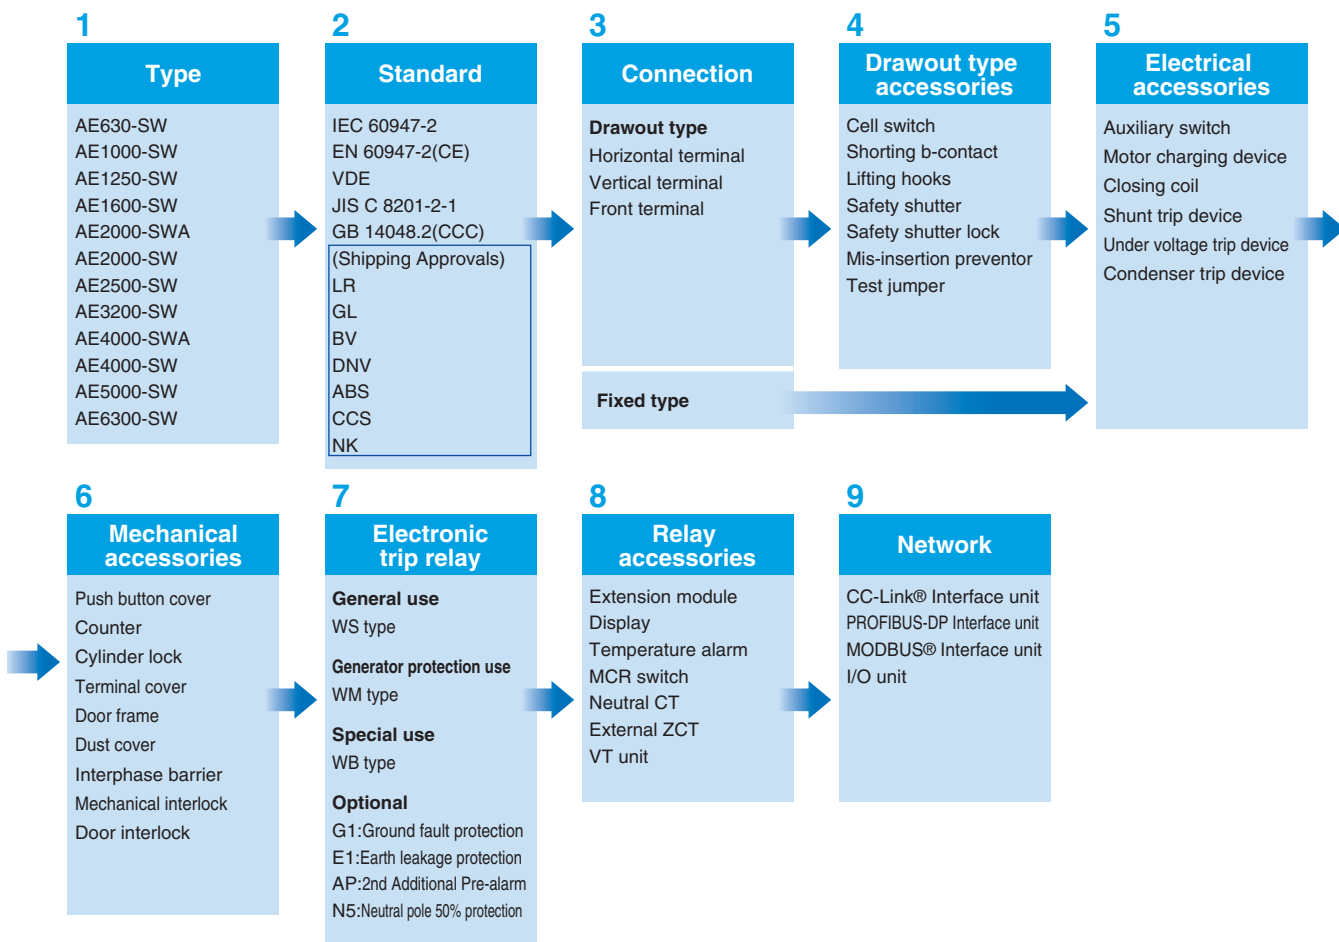 1
Type
AE630-SW
AE1000-SW
AE1250-SW
AE1600-SW
AE2000-SWA
AE2000-SW
AE2500-SW
AE3200-SW
AE4000-SWA
AE4000-SW
AE5000-SW
AE6300-SW
2
Standard
IEC 60947-2
EN 60947-2(CE)
VDE
JIS C 8201-2-1
GB 14048.2(CCC)
(Shipping Approvals)
LR
GL
BV
DNV
ABS
CCS
NK
3
Connection
Drawout type
Horizontal terminal
Vertical terminal
Front terminal
Fixed type
4
Drawout type
accessories
Cell switch
Shorting b-contact
Lifting hooks
Safety shutter
Safety shutter lock
Mis-insertion preventor
Test jumper
5
Electrical
accessories
Auxiliary switch
Motor charging device
Closing coil
Shunt trip device
Under voltage trip device
Condenser trip device
6
Mechanical
accessories
Push button cover
Counter
Cylinder lock
Terminal cover
Door frame
Dust cover
Interphase barrier
Mechanical interlock
Door interlock
7
Electronic
trip relay
General use
WS type
Generator protection use
WM type
Special use
WB type
Optional
G1:Ground fault protection
E1:Earth leakage protection
AP:2nd Additional Pre-alarm
N5:Neutral pole 50% protection
8
Relay
accessories
Extension module
Display
Temperature alarm
MCR switch
Neutral CT
External ZCT
VT unit
9
Network
CC-Link® Interface unit
PROFIBUS-DP Interface unit
MODBUS® Interface unit
I/O unit